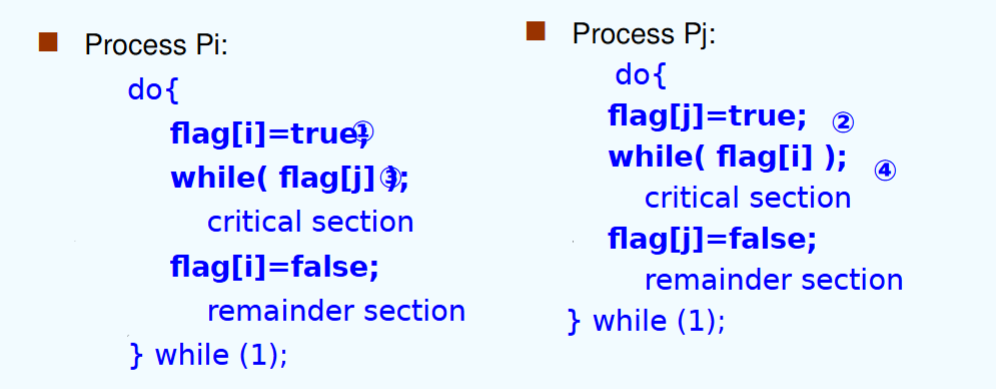 Process Pi:
do{
flag[i]=true; ①
while( flag[j] ); ③
critical section
flag[i]=false;
remainder section
} while (1);
Process Pj:
do{
flag[j]=true; ②
while( flag[i] ); ④
critical section
flag[j]=false;
remainder section
} while (1);